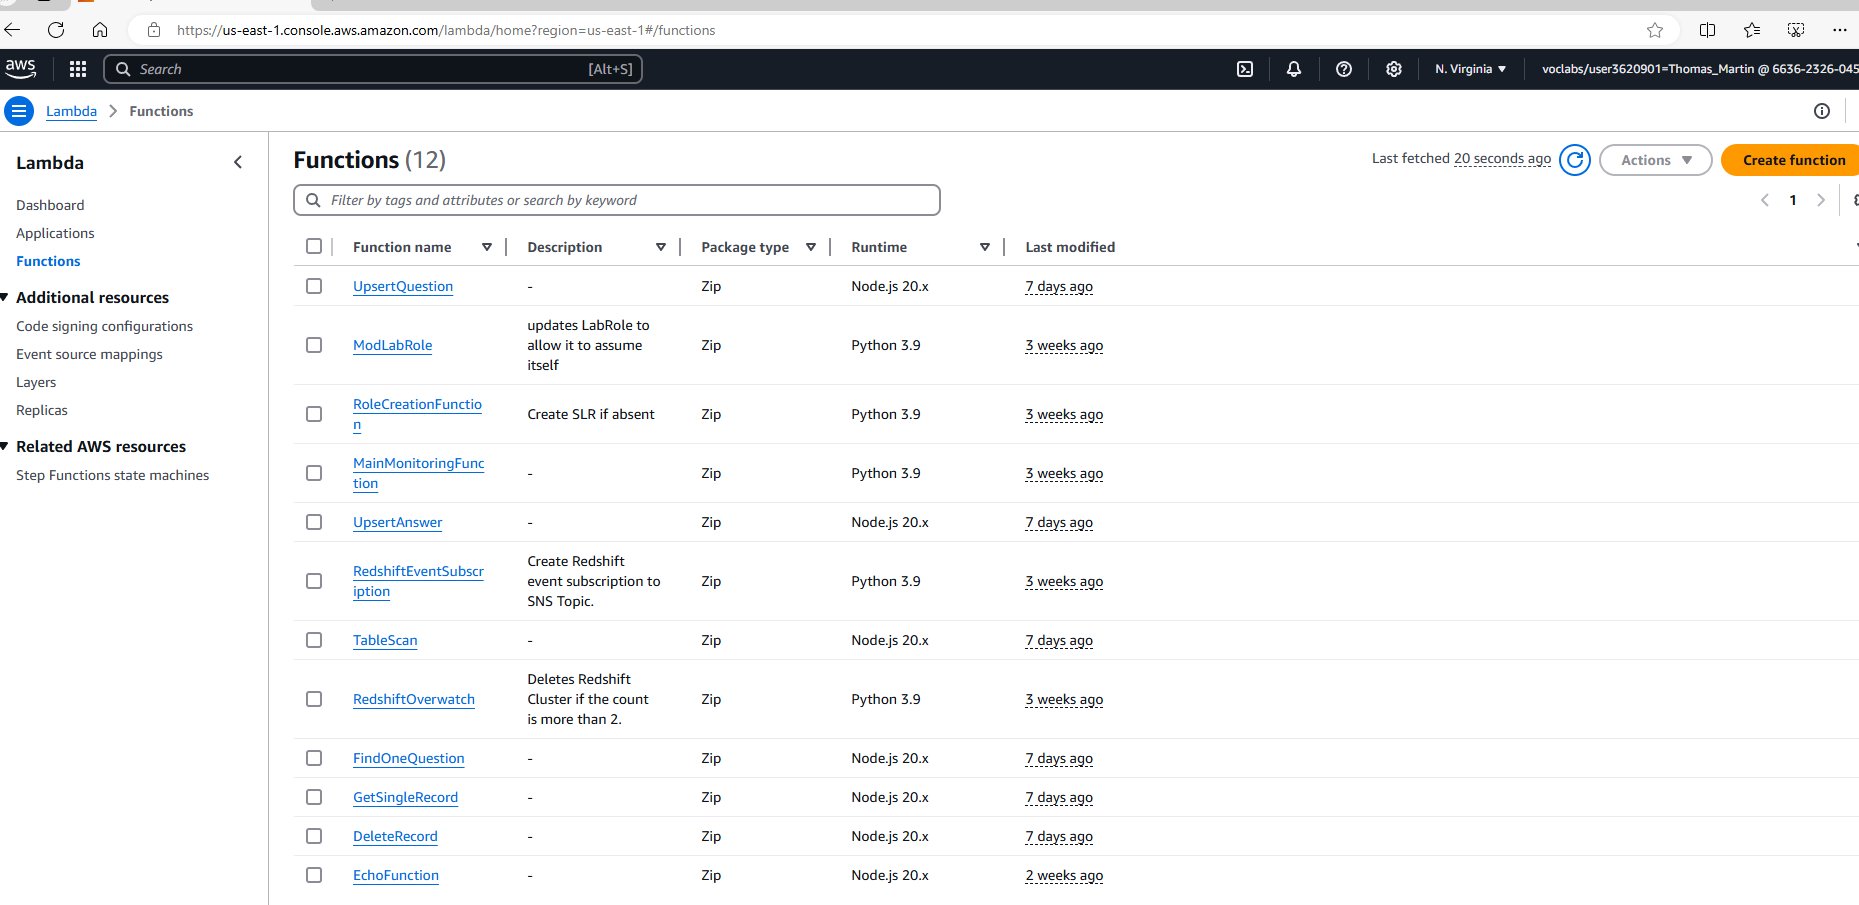 https://us-east-1.console.aws.amazon.com/lambda/home?region=us-east-1#/functions
aws
Search
[Alt+S]
N. Virginia
voclabs/user3620901=Thomas_Martin @ 6636-2326-045
Lambda
Functions
Lambda
Dashboard
Applications
Functions
Additional resources
Code signing configurations
Event source mappings
Layers
Replicas
Related AWS resources
Step Functions state machines
Functions (12)
Last fetched 20 seconds ago
Actions
Create function
Filter by tags and attributes or search by keyword
1
Function name Description Package type Runtime Last modified
UpsertQuestion - Zip Node.js 20.x 7 days ago
updates LabRole to
ModLabRole allow it to assume Zip Python 3.9 3 weeks ago
itself
RoleCreationFunctio
n
Create SLR if absent Zip Python 3.9 3 weeks ago
MainMonitoringFunc
tion
- Zip Python 3.9 3 weeks ago
UpsertAnswer - Zip Node.js 20.x 7 days ago
RedshiftEventSubscr
iption
Create Redshift
event subscription to
SNS Topic.
Zip Python 3.9 3 weeks ago
TableScan - Zip Node.js 20.x 7 days ago
Deletes Redshift
RedshiftOverwatch Cluster if the count Zip Python 3.9 3 weeks ago
is more than 2.
FindOneQuestion - Zip Node.js 20.x 7 days ago
GetSingleRecord - Zip Node.js 20.x 7 days ago
DeleteRecord - Zip Node.js 20.x 7 days ago
EchoFunction - Zip Node.js 20.x 2 weeks ago